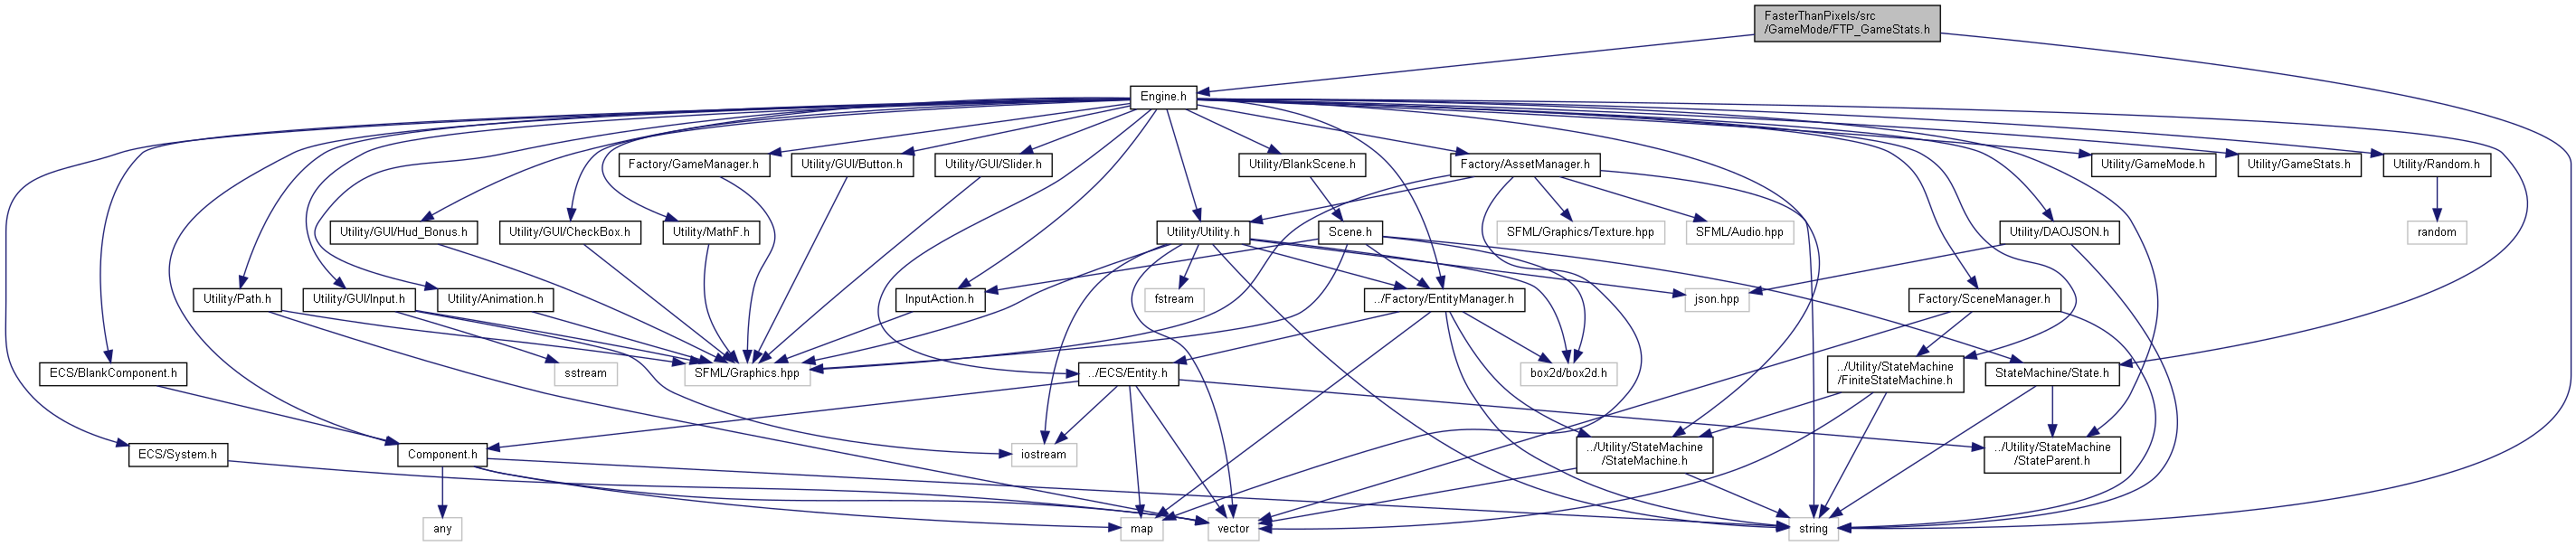 FasterThanPixels/src
/GameMode/FTP_GameStats.h
Engine.h
Factory/GameManager.h
Utility/GUI/Button.h
Utility/GUI/Slider.h
Utility/BlankScene.h
Factory/AssetManager.h
Utility/GameMode.h
Utility/GameStats.h
Utility/Random.h
Utility/GUI/Hud_Bonus.h
Utility/GUI/CheckBox.h
Utility/MathF.h
Utility/Utility.h
Scene.h
SFML/Graphics/Texture.hpp
SFML/Audio.hpp
Utility/DAOJSON.h
random
Utility/Path.h
Utility/GUI/Input.h
Utility/Animation.h
InputAction.h
fstream
../Factory/EntityManager.h
json.hpp
Factory/SceneManager.h
ECS/BlankComponent.h
sstream
SFML/Graphics.hpp
../ECS/Entity.h
box2d/box2d.h
../Utility/StateMachine
/FiniteStateMachine.h
StateMachine/State.h
ECS/System.h
Component.h
iostream
../Utility/StateMachine
/StateMachine.h
../Utility/StateMachine
/StateParent.h
any
map
vector
string